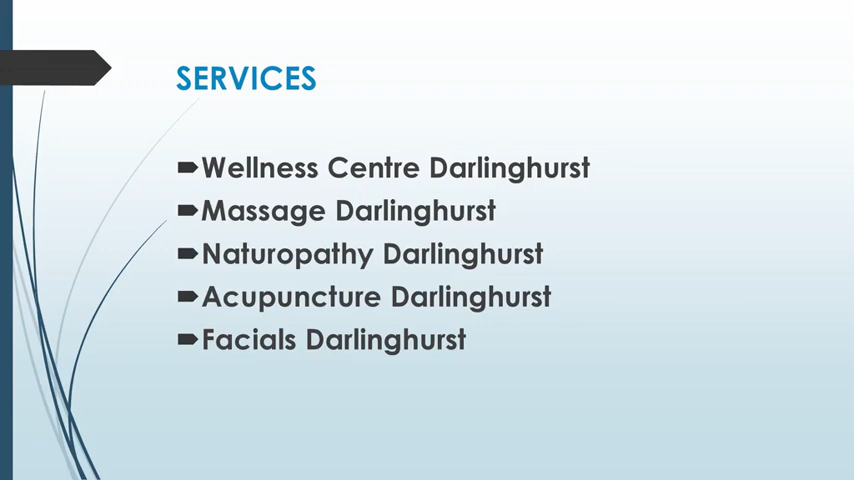 SERVICES
Wellness Centre Darlinghurst
Massage Darlinghurst
Naturopathy Darlinghurst
Acupuncture Darlinghurst
Facials Darlinghurst